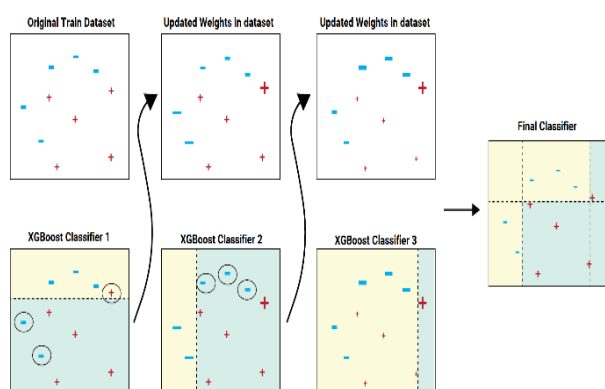 Original Train Dataset
Updated Weights in dataset
Updated Weights in dataset
Final Classifier
XGBoost Classifier 1
XGBoost Classifier 2
XGBoost Classifier 3